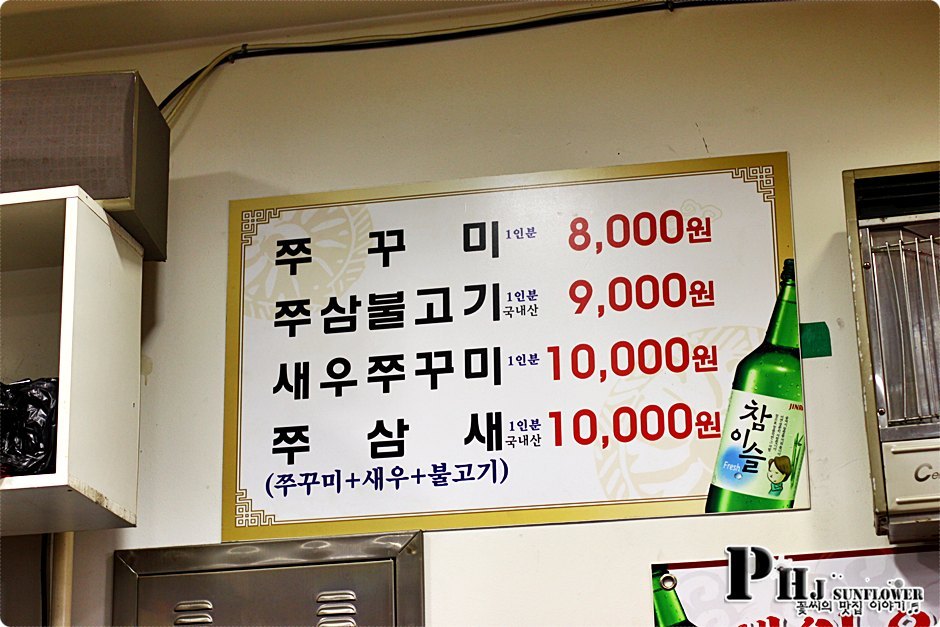 쭈 꾸 미 1인분 8,000원
쭈삼불고기 1인분 국내산 9,000원
새우쭈꾸미 1인분 10,000원
쭈 삼 새 1인분 국내산 10,000원
(쭈꾸미+새우+불고기)
JINRO
참이슬
Fresh
PHJ SUNFLOWER
꽃씨의 맛집 이야기